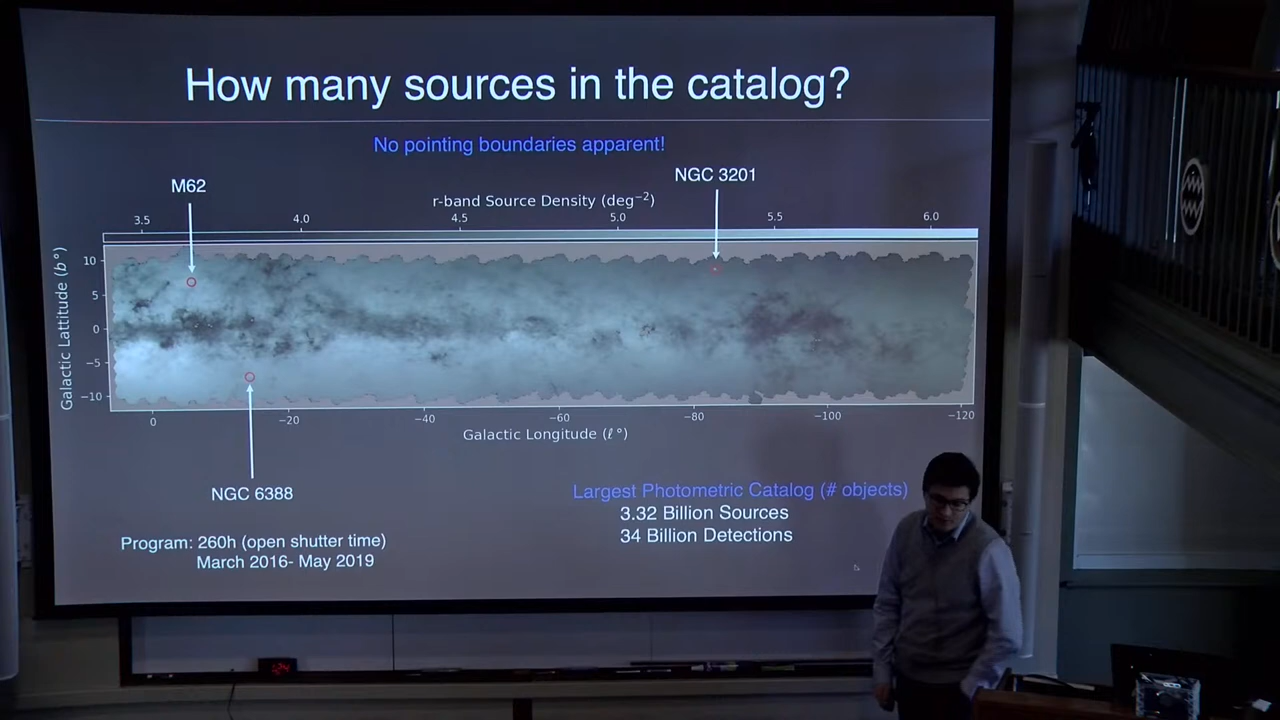 How many sources in the catalog?
No pointing boundaries apparent!
M62
NGC 3201
r-band Source Density (deg⁻²)
3.5 4.0 4.5 5.0 5.5 6.0
Galactic Lattitude (b°)
10
5
0
−5
−10
0 −20 −40 −60 −80 −100 −120
Galactic Longitude (ℓ°)
NGC 6388
Largest Photometric Catalog (# objects)
3.32 Billion Sources
34 Billion Detections
Program: 260h (open shutter time)
March 2016- May 2019